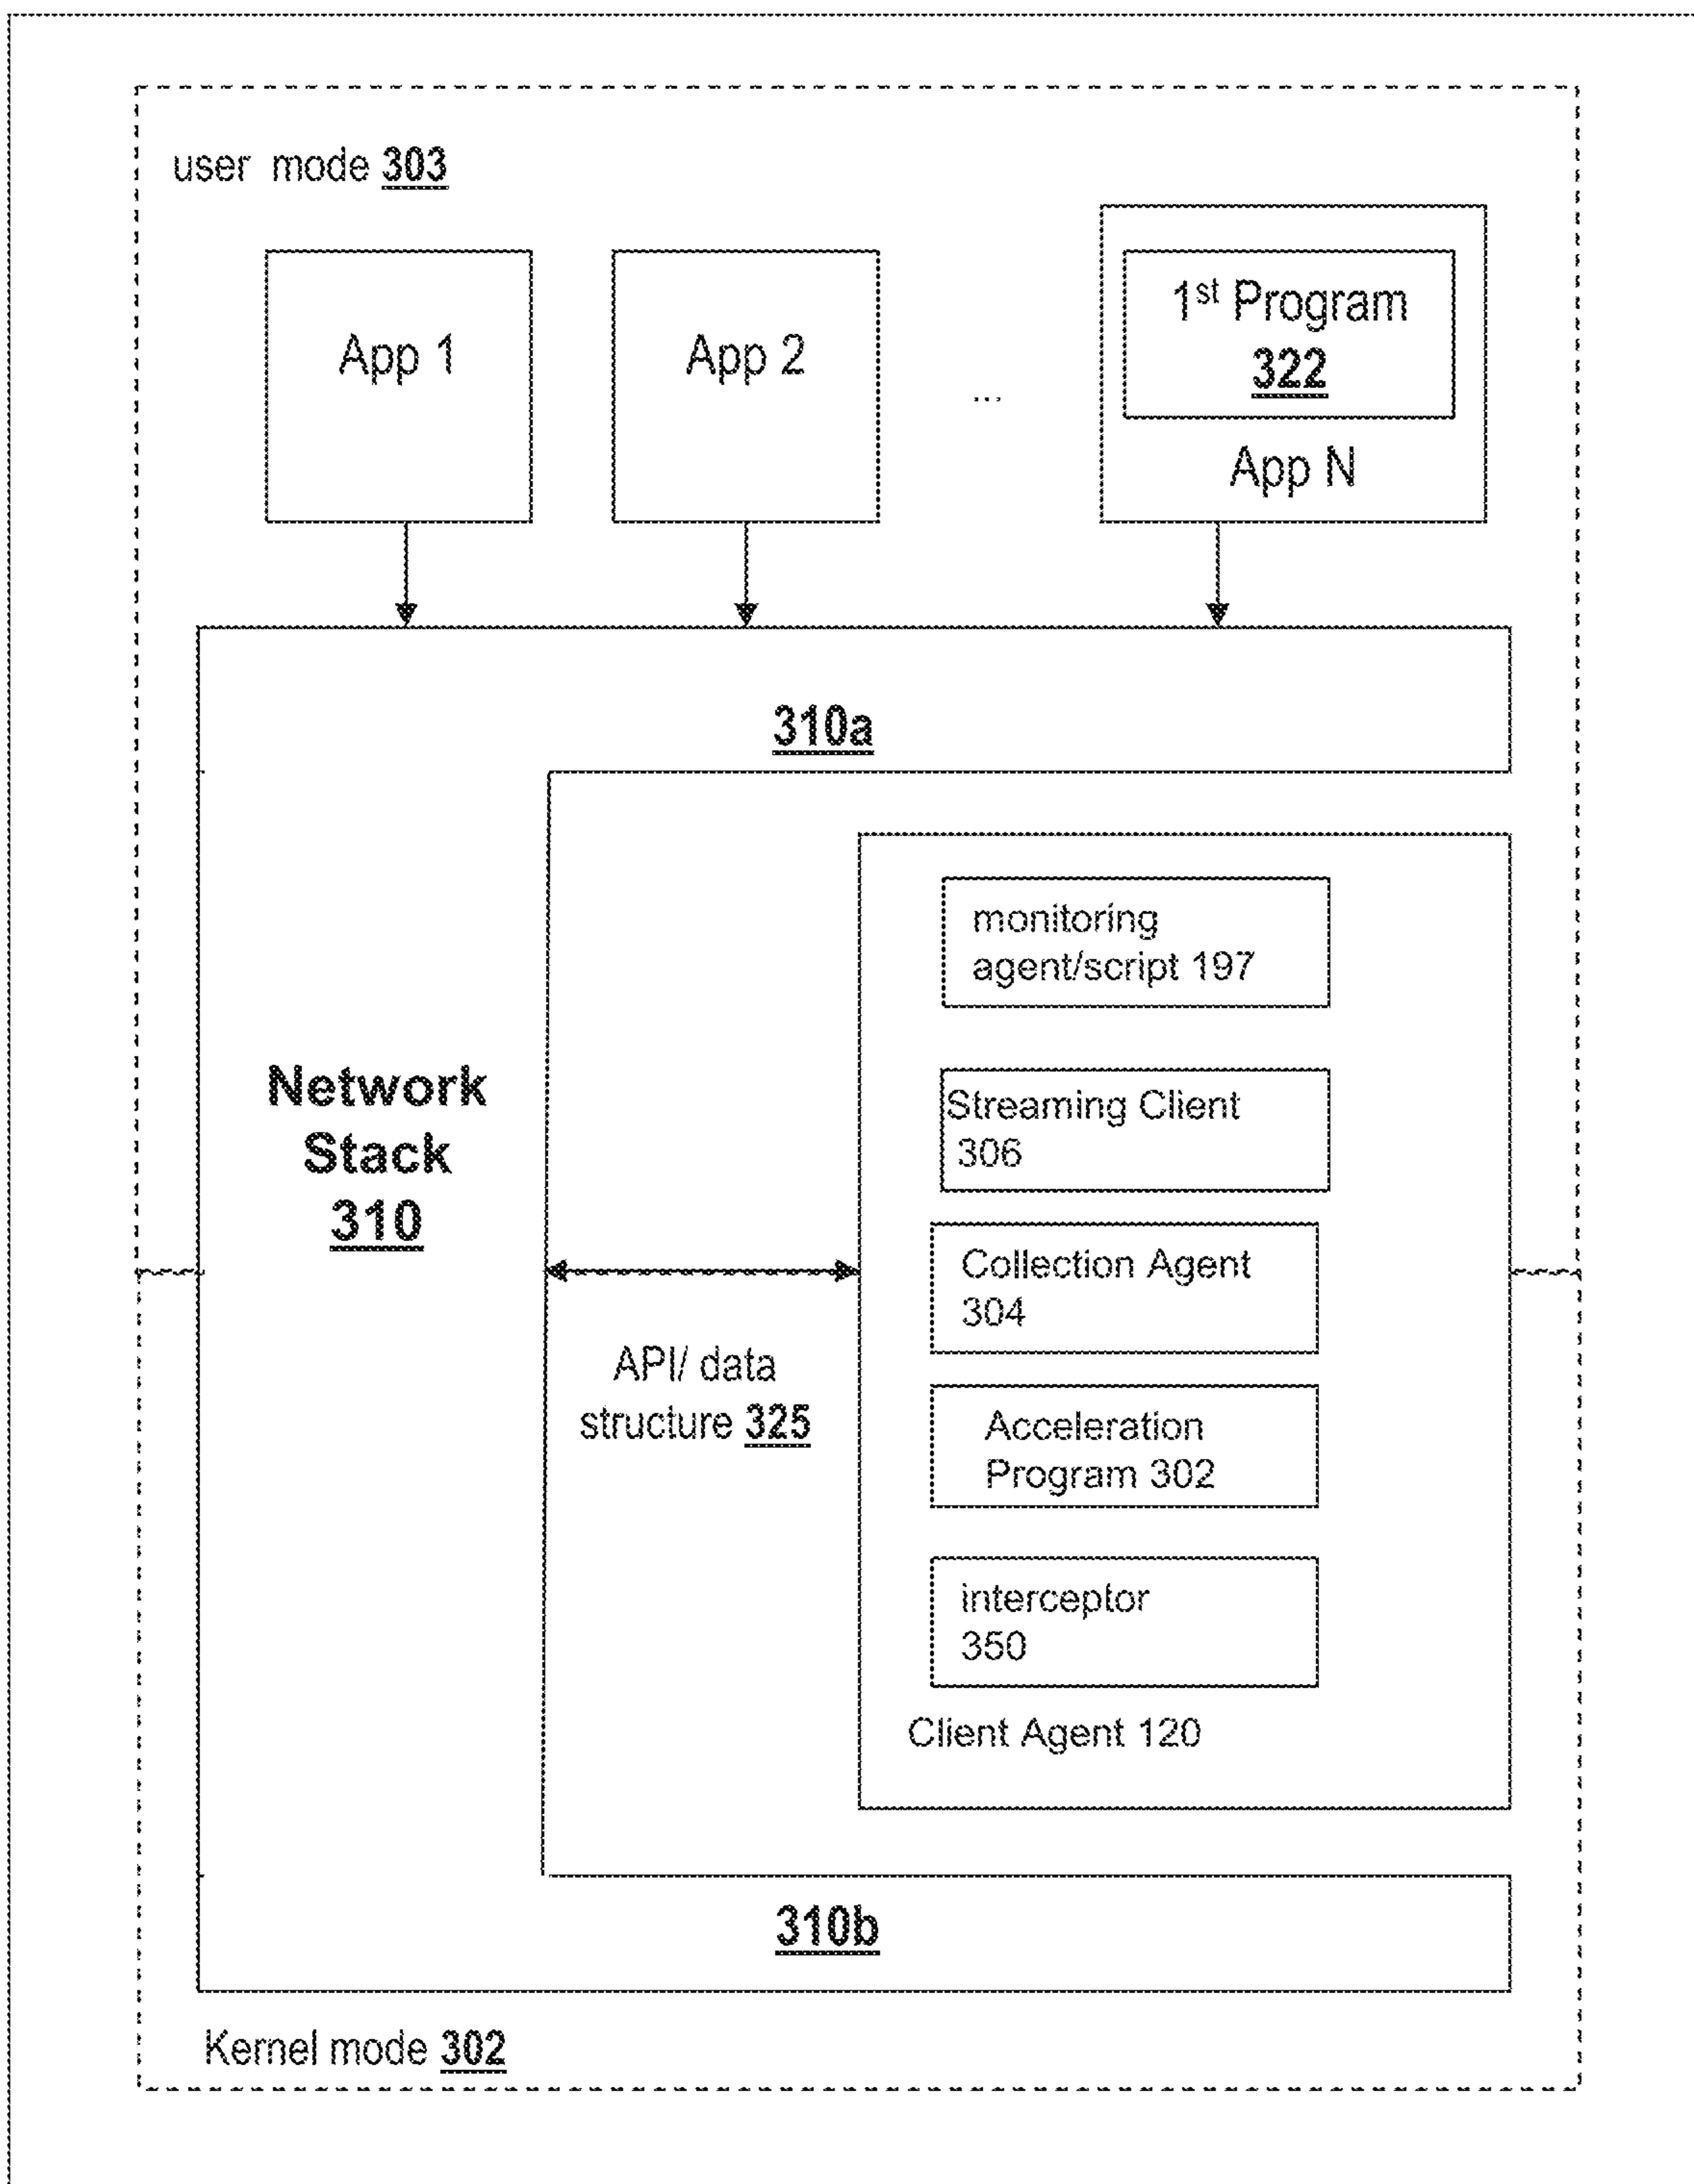 user mode 303
App 1
App 2
...
1st Program
322
App N
310a
Network
Stack
310
API/ data
structure 325
monitoring
agent/script 197
Streaming Client
306
Collection Agent
304
Acceleration
Program 302
interceptor
350
Client Agent 120
310b
Kernel mode 302